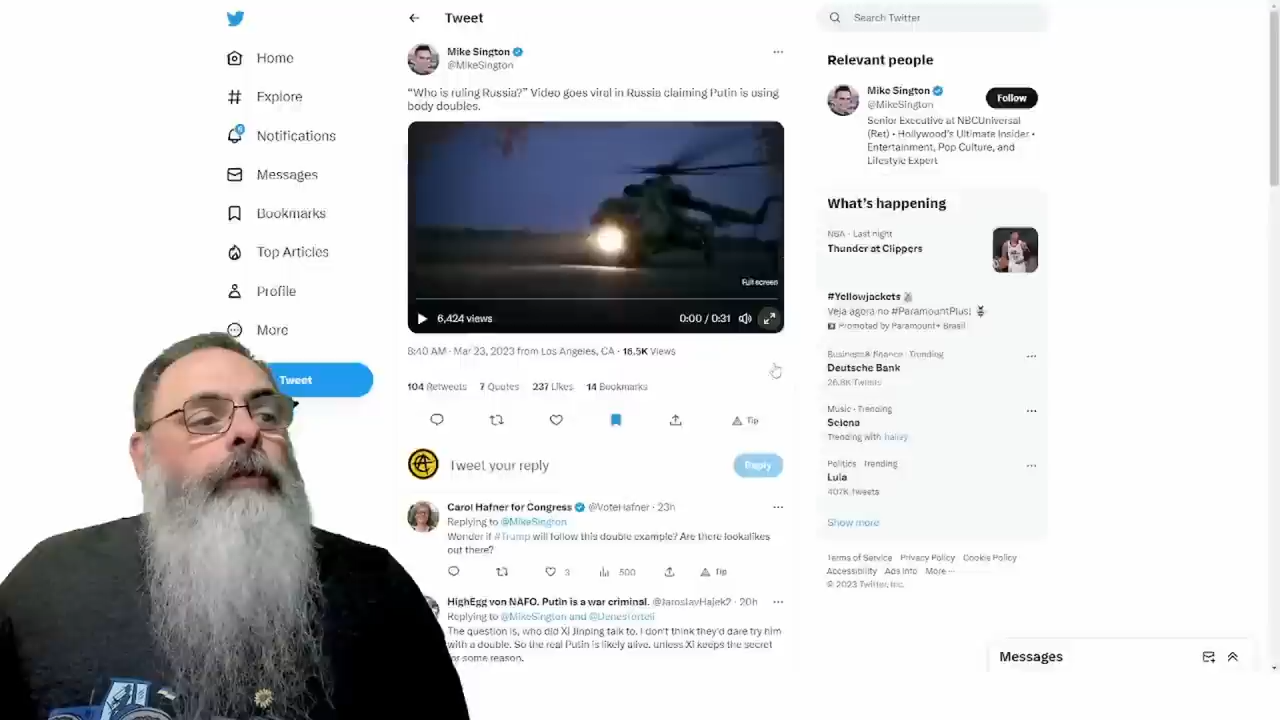 Tweet
Search Twitter
Home
Explore
Notifications
Messages
Bookmarks
Top Articles
Profile
More
Tweet
Mike Sington
@MikeSington
“Who is ruling Russia?” Video goes viral in Russia claiming Putin is using
body doubles.
Full screen
6,424 views
0:00 / 0:31
8:40 AM · Mar 23, 2023 from Los Angeles, CA · 18.5K Views
104 Retweets 7 Quotes 237 Likes 14 Bookmarks
Tip
Tweet your reply
Reply
Carol Hafner for Congress @VoteHafner · 23h
Replying to @MikeSington
Wonder if #Trump will follow this double example? Are there lookalikes
out there?
3
500
Tip
HighEgg von NAFO. Putin is a war criminal. @JaroslavHajek2 · 20h
Replying to @MikeSington and @DenesTorteli
The question is, who did Xi Jinping talk to. I don't think they'd dare try him
with a double. So the real Putin is likely alive. unless Xi keeps the secret
for some reason.
Relevant people
Mike Sington
@MikeSington
Follow
Senior Executive at NBCUniversal
(Ret) • Hollywood's Ultimate Insider •
Entertainment, Pop Culture, and
Lifestyle Expert
What's happening
NBA · Last night
Thunder at Clippers
#Yellowjackets
Veja agora no #ParamountPlus!
Promoted by Paramount+ Brasil
Business & finance · Trending
Deutsche Bank
26.8K Tweets
Music · Trending
Selena
Trending with hailey
Politics · Trending
Lula
407K Tweets
Show more
Terms of Service Privacy Policy Cookie Policy
Accessibility Ads info More ···
© 2023 Twitter, Inc.
Messages